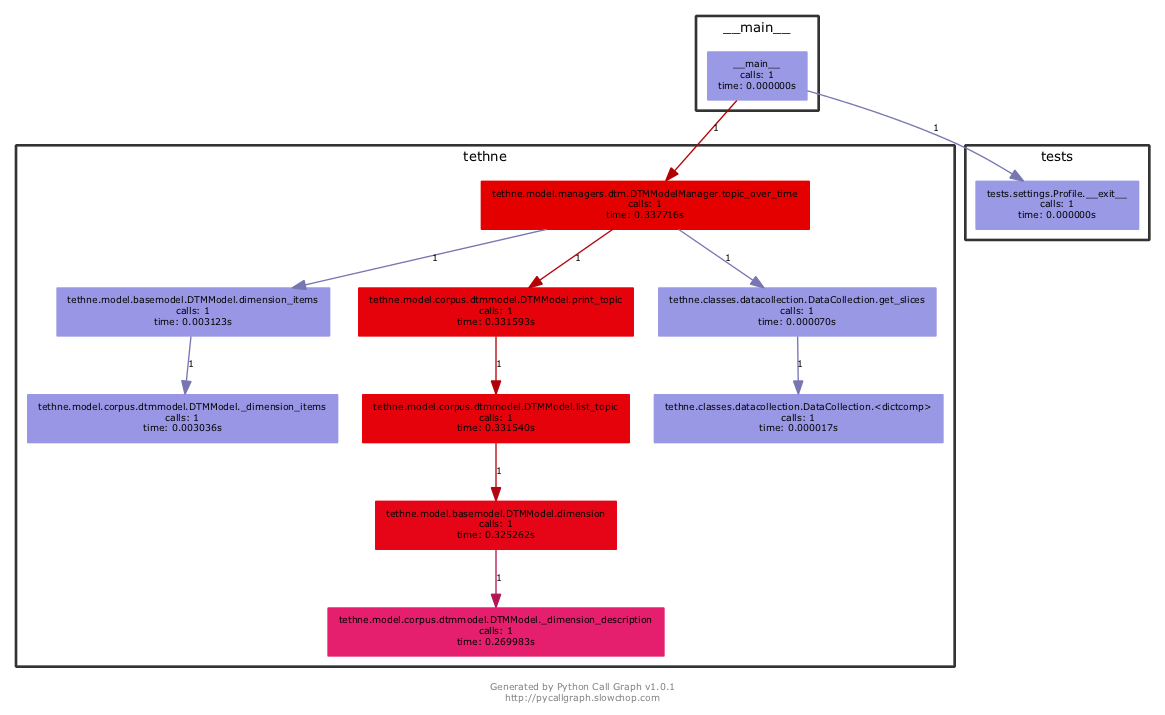 __main__
__main__
calls: 1
time: 0.000000s
1
1
tethne
tests
tethne.model.managers.dtm.DTMModelManager.topic_over_time
calls: 1
time: 0.337716s
tests.settings.Profile.__exit__
calls: 1
time: 0.000000s
1
1
1
tethne.model.basemodel.DTMModel.dimension_items
calls: 1
time: 0.003123s
tethne.model.corpus.dtmmodel.DTMModel.print_topic
calls: 1
time: 0.331593s
tethne.classes.datacollection.DataCollection.get_slices
calls: 1
time: 0.000070s
1
1
1
tethne.model.corpus.dtmmodel.DTMModel._dimension_items
calls: 1
time: 0.003036s
tethne.model.corpus.dtmmodel.DTMModel.list_topic
calls: 1
time: 0.331540s
tethne.classes.datacollection.DataCollection.<dictcomp>
calls: 1
time: 0.000017s
1
tethne.model.basemodel.DTMModel.dimension
calls: 1
time: 0.325262s
1
tethne.model.corpus.dtmmodel.DTMModel._dimension_description
calls: 1
time: 0.269983s
Generated by Python Call Graph v1.0.1
http://pycallgraph.slowchop.com